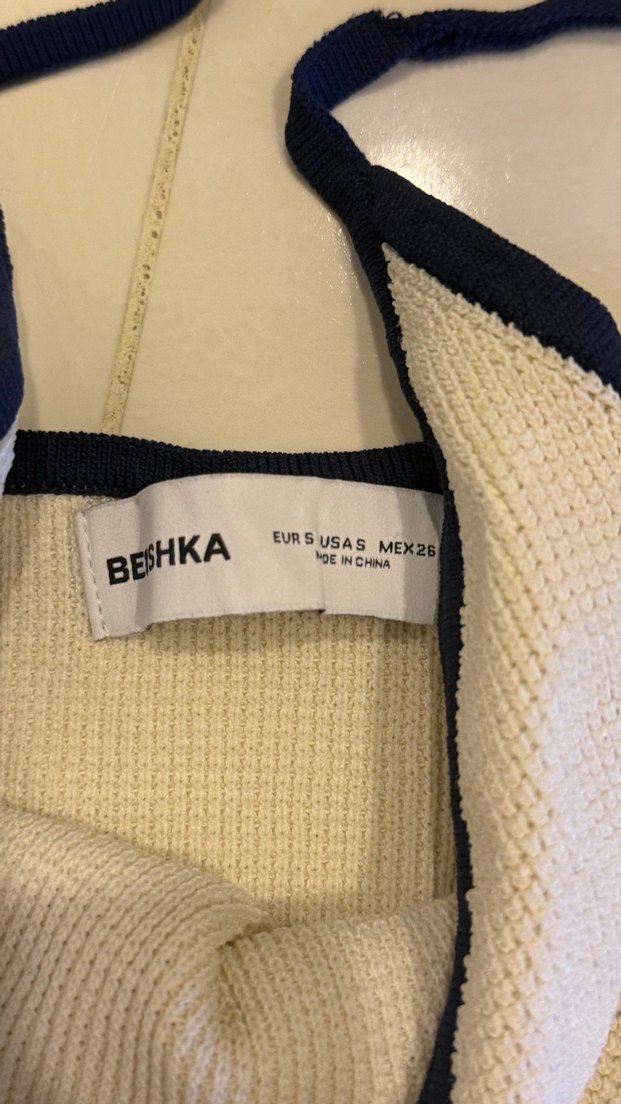 BERSHKA
EUR S USA S MEX 26
MADE IN CHINA